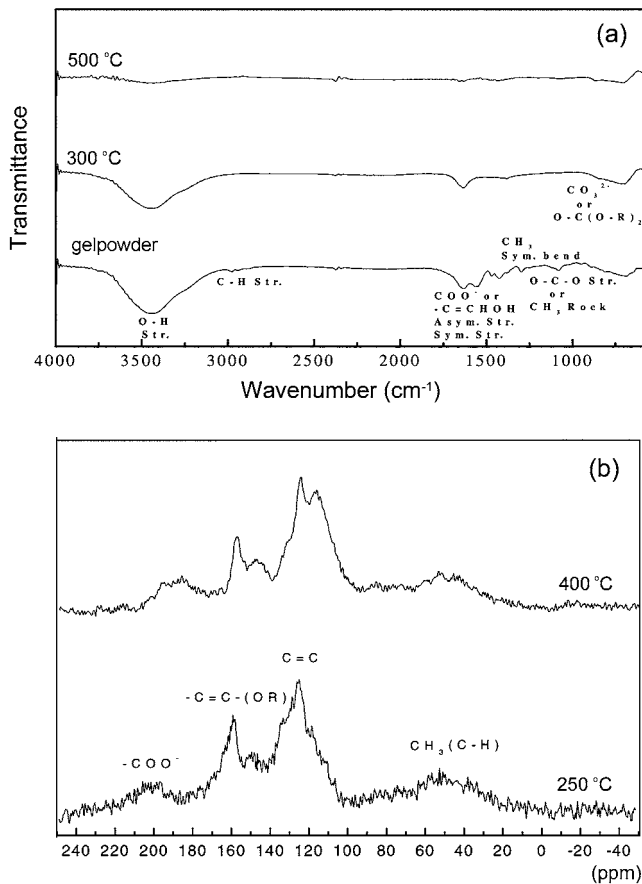 (a)
500 °C
300 °C
CO₃²⁻
or
O-C(O-R)₂
gelpowder
CH₃
Sym. bend
C-H Str.
O-H
Str.
COO⁻ or
-C=CHOH
Asym. Str.
Sym. Str.
O-C-O Str.
or
CH₃ Rock
Transmittance
4000 3500 3000 2500 2000 1500 1000
Wavenumber (cm⁻¹)
(b)
400 °C
C=C
-C=C-(OR)
-COO⁻
CH₃(C-H)
250 °C
240 220 200 180 160 140 120 100 80 60 40 20 0 -20 -40
(ppm)